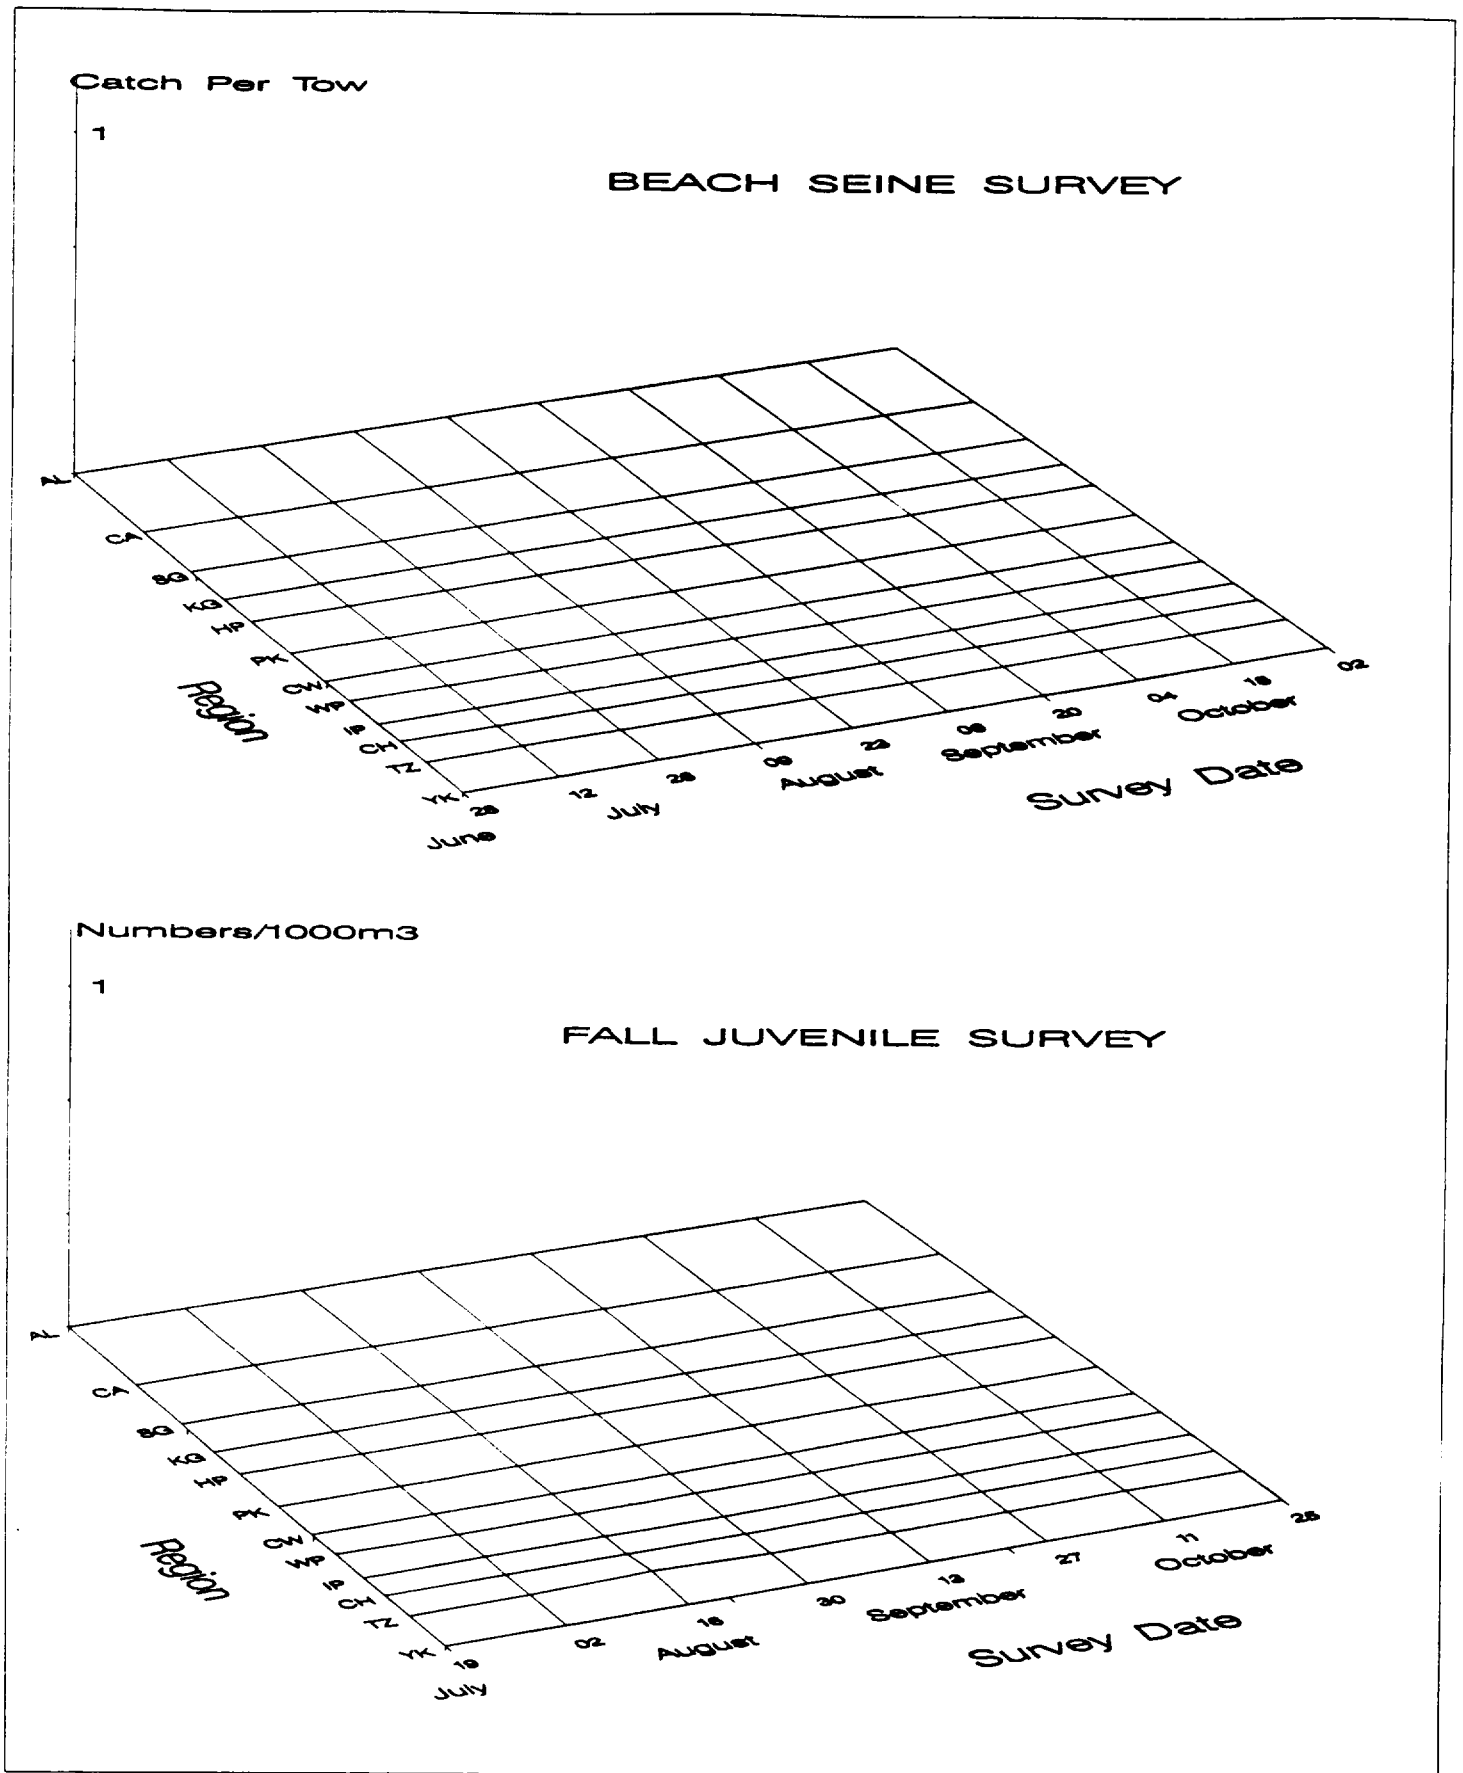 Catch Per Tow
1
BEACH SEINE SURVEY
AL
CA
SG
KG
HP
PK
CW
WP
IP
CH
TZ
YK
Region
28 12 26 09 23 06 20 04 18 02
June July August September October
Survey Date
Numbers/1000m3
1
FALL JUVENILE SURVEY
AL
CA
SG
KG
HP
PK
CW
WP
IP
CH
TZ
YK
Region
19 02 16 30 13 27 11 25
July August September October
Survey Date